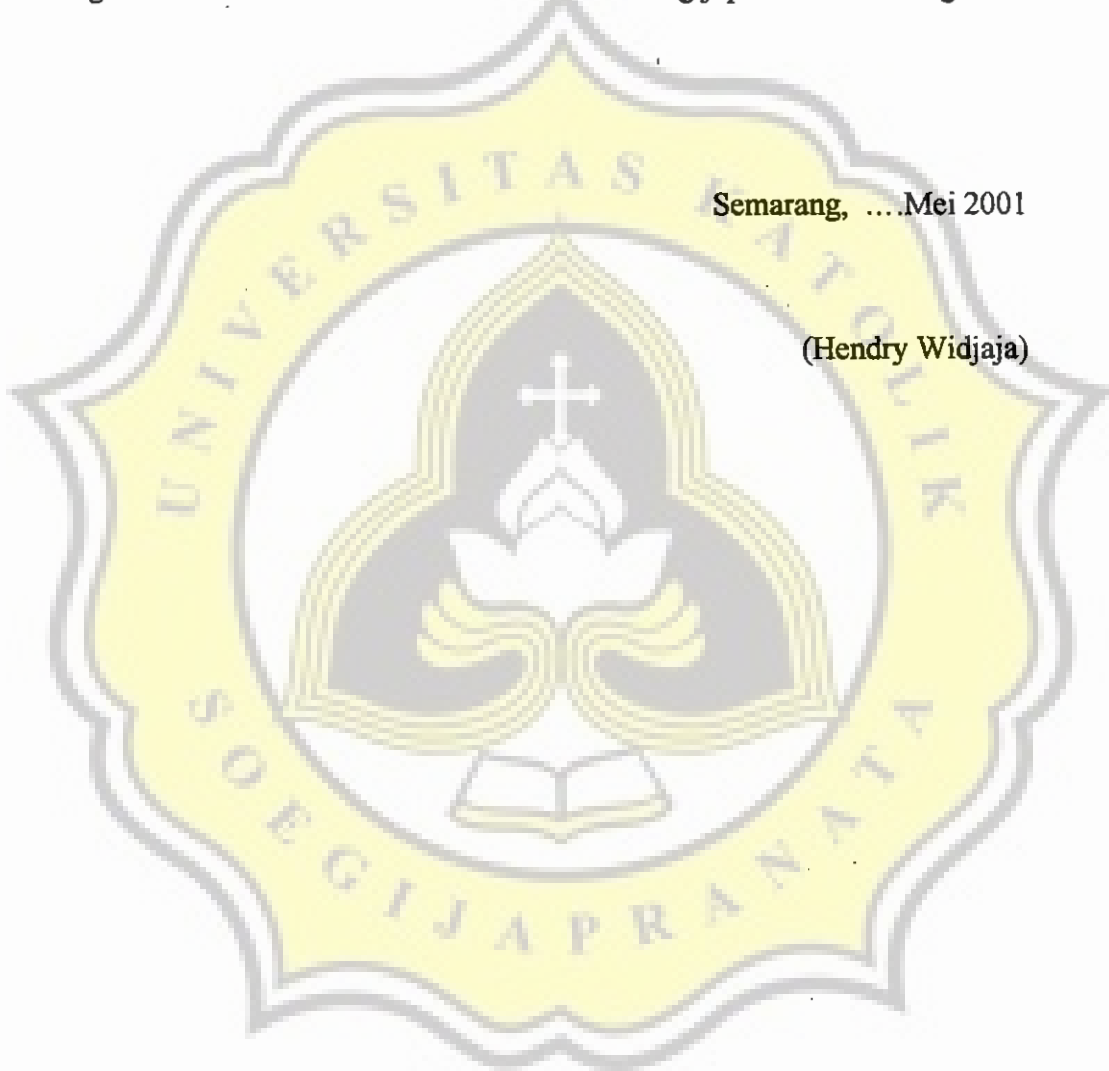 Semarang, ....Mei 2001
(Hendry Widjaja)
UNIVERSITAS KATOLIK
SOEGIJAPRANATA